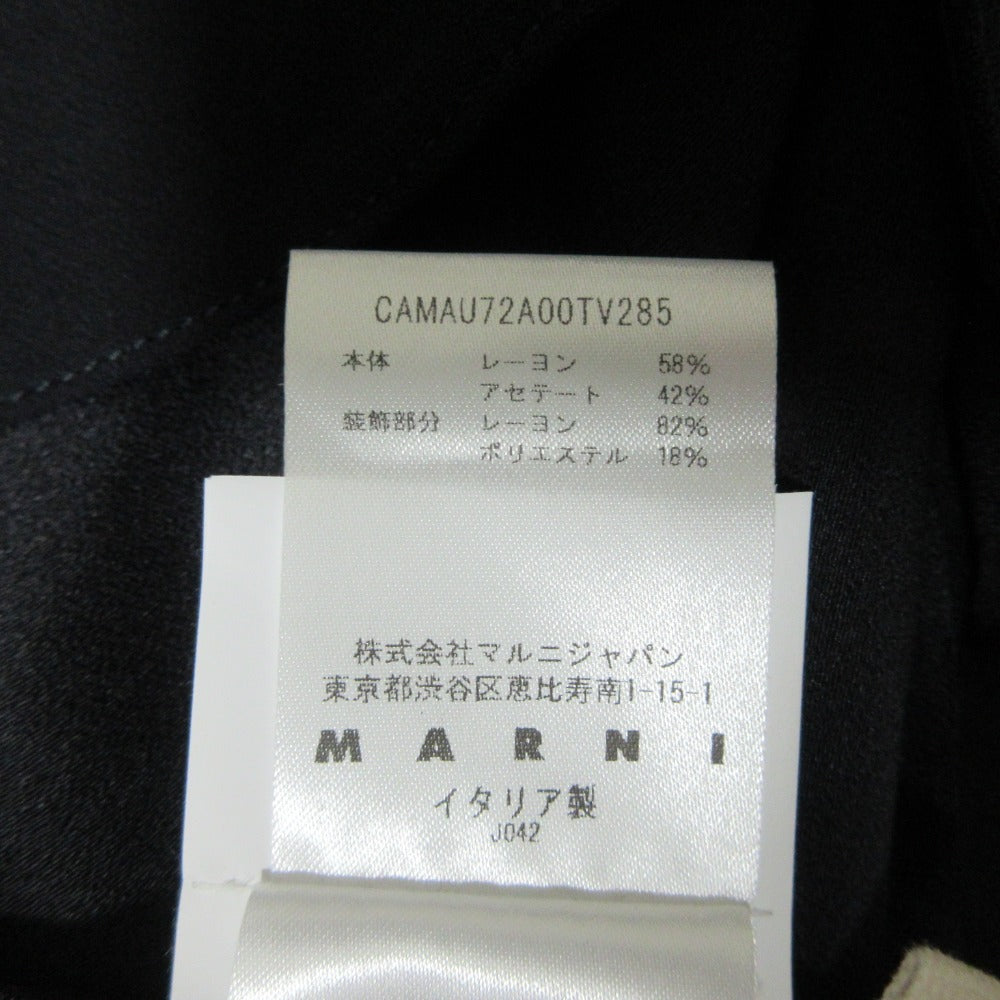 CAMAU72A00TV285
本体 レーヨン 58%
アセテート 42%
装飾部分 レーヨン 82%
ポリエステル 18%
株式会社マルニジャパン
東京都渋谷区恵比寿南1-15-1
MARNI
イタリア製
J042